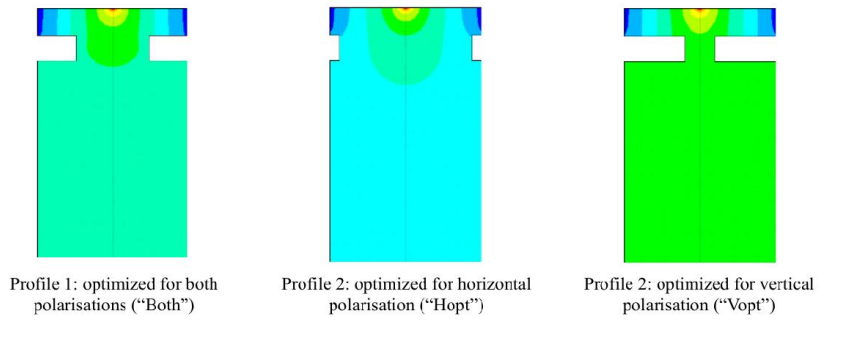 Profile 1: optimized for both
polarisations (“Both”)
Profile 2: optimized for horizontal
polarisation (“Hopt”)
Profile 2: optimized for vertical
polarisation (“Vopt”)